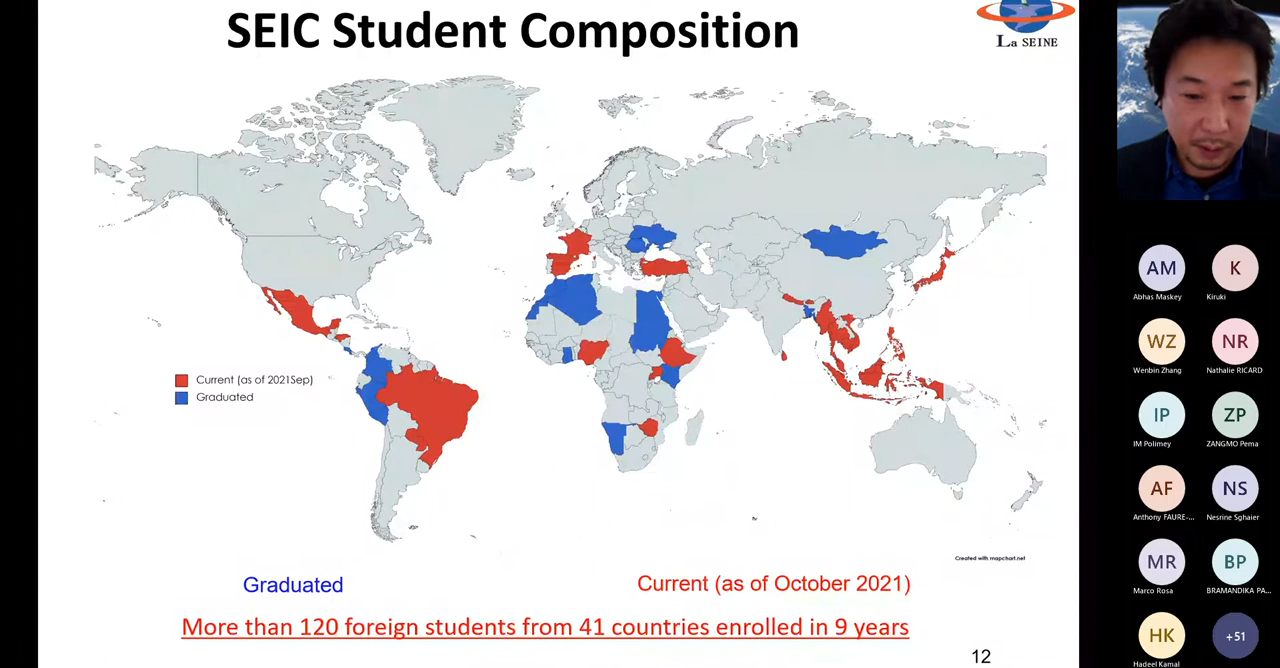 SEIC Student Composition
LA SEINE
Current (as of 2021Sep)
Graduated
Created with mapchart.net
Graduated
Current (as of October 2021)
More than 120 foreign students from 41 countries enrolled in 9 years
12
AM
K
Abhas Maskey
Kiruki
WZ
NR
Wenbin Zhang
Nathalie RICARD
IP
ZP
IM Polimey
ZANGMO Pema
AF
NS
Anthony FAURE-...
Nesrine Sghaier
MR
BP
Marco Rosa
BRAMANDIKA PA...
HK
+51
Hadeel Kamal